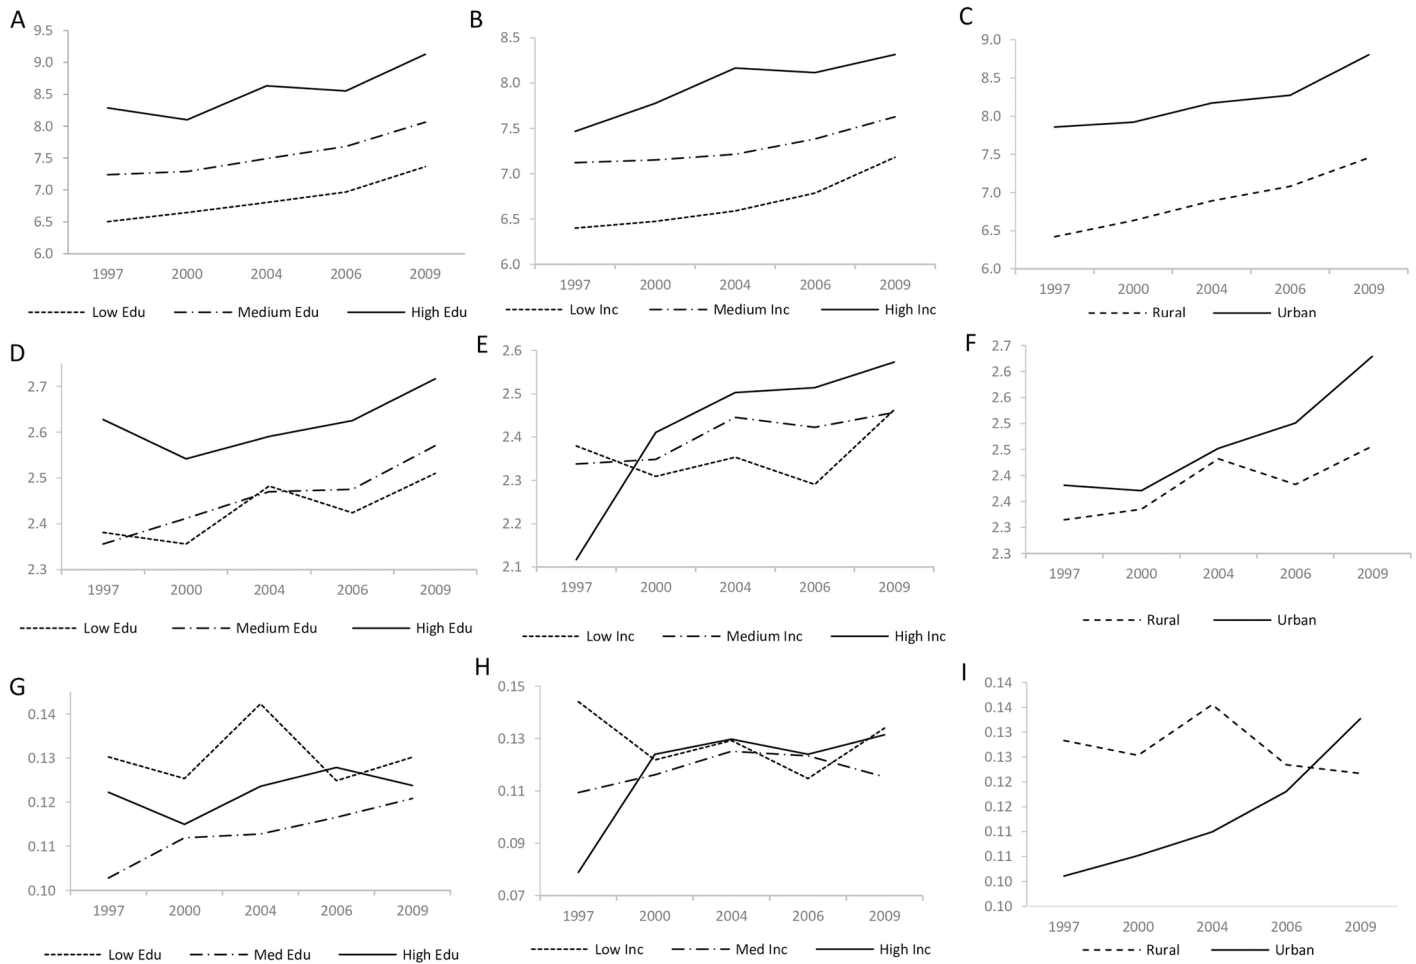 A
9.5
9.0
8.5
8.0
7.5
7.0
6.5
6.0
1997 2000 2004 2006 2009
Low Edu Medium Edu High Edu
B
8.5
8.0
7.5
7.0
6.5
6.0
1997 2000 2004 2006 2009
Low Inc Medium Inc High Inc
C
9.0
8.5
8.0
7.5
7.0
6.5
6.0
1997 2000 2004 2006 2009
Rural Urban
D
2.7
2.6
2.5
2.4
2.3
1997 2000 2004 2006 2009
Low Edu Medium Edu High Edu
E
2.6
2.5
2.4
2.3
2.2
2.1
1997 2000 2004 2006 2009
Low Inc Medium Inc High Inc
F
2.7
2.6
2.6
2.5
2.5
2.4
2.4
2.3
2.3
1997 2000 2004 2006 2009
Rural Urban
G
0.14
0.13
0.12
0.11
0.10
1997 2000 2004 2006 2009
Low Edu Med Edu High Edu
H
0.15
0.13
0.11
0.09
0.07
1997 2000 2004 2006 2009
Low Inc Med Inc High Inc
I
0.14
0.14
0.13
0.13
0.12
0.12
0.11
0.11
0.10
0.10
1997 2000 2004 2006 2009
Rural Urban